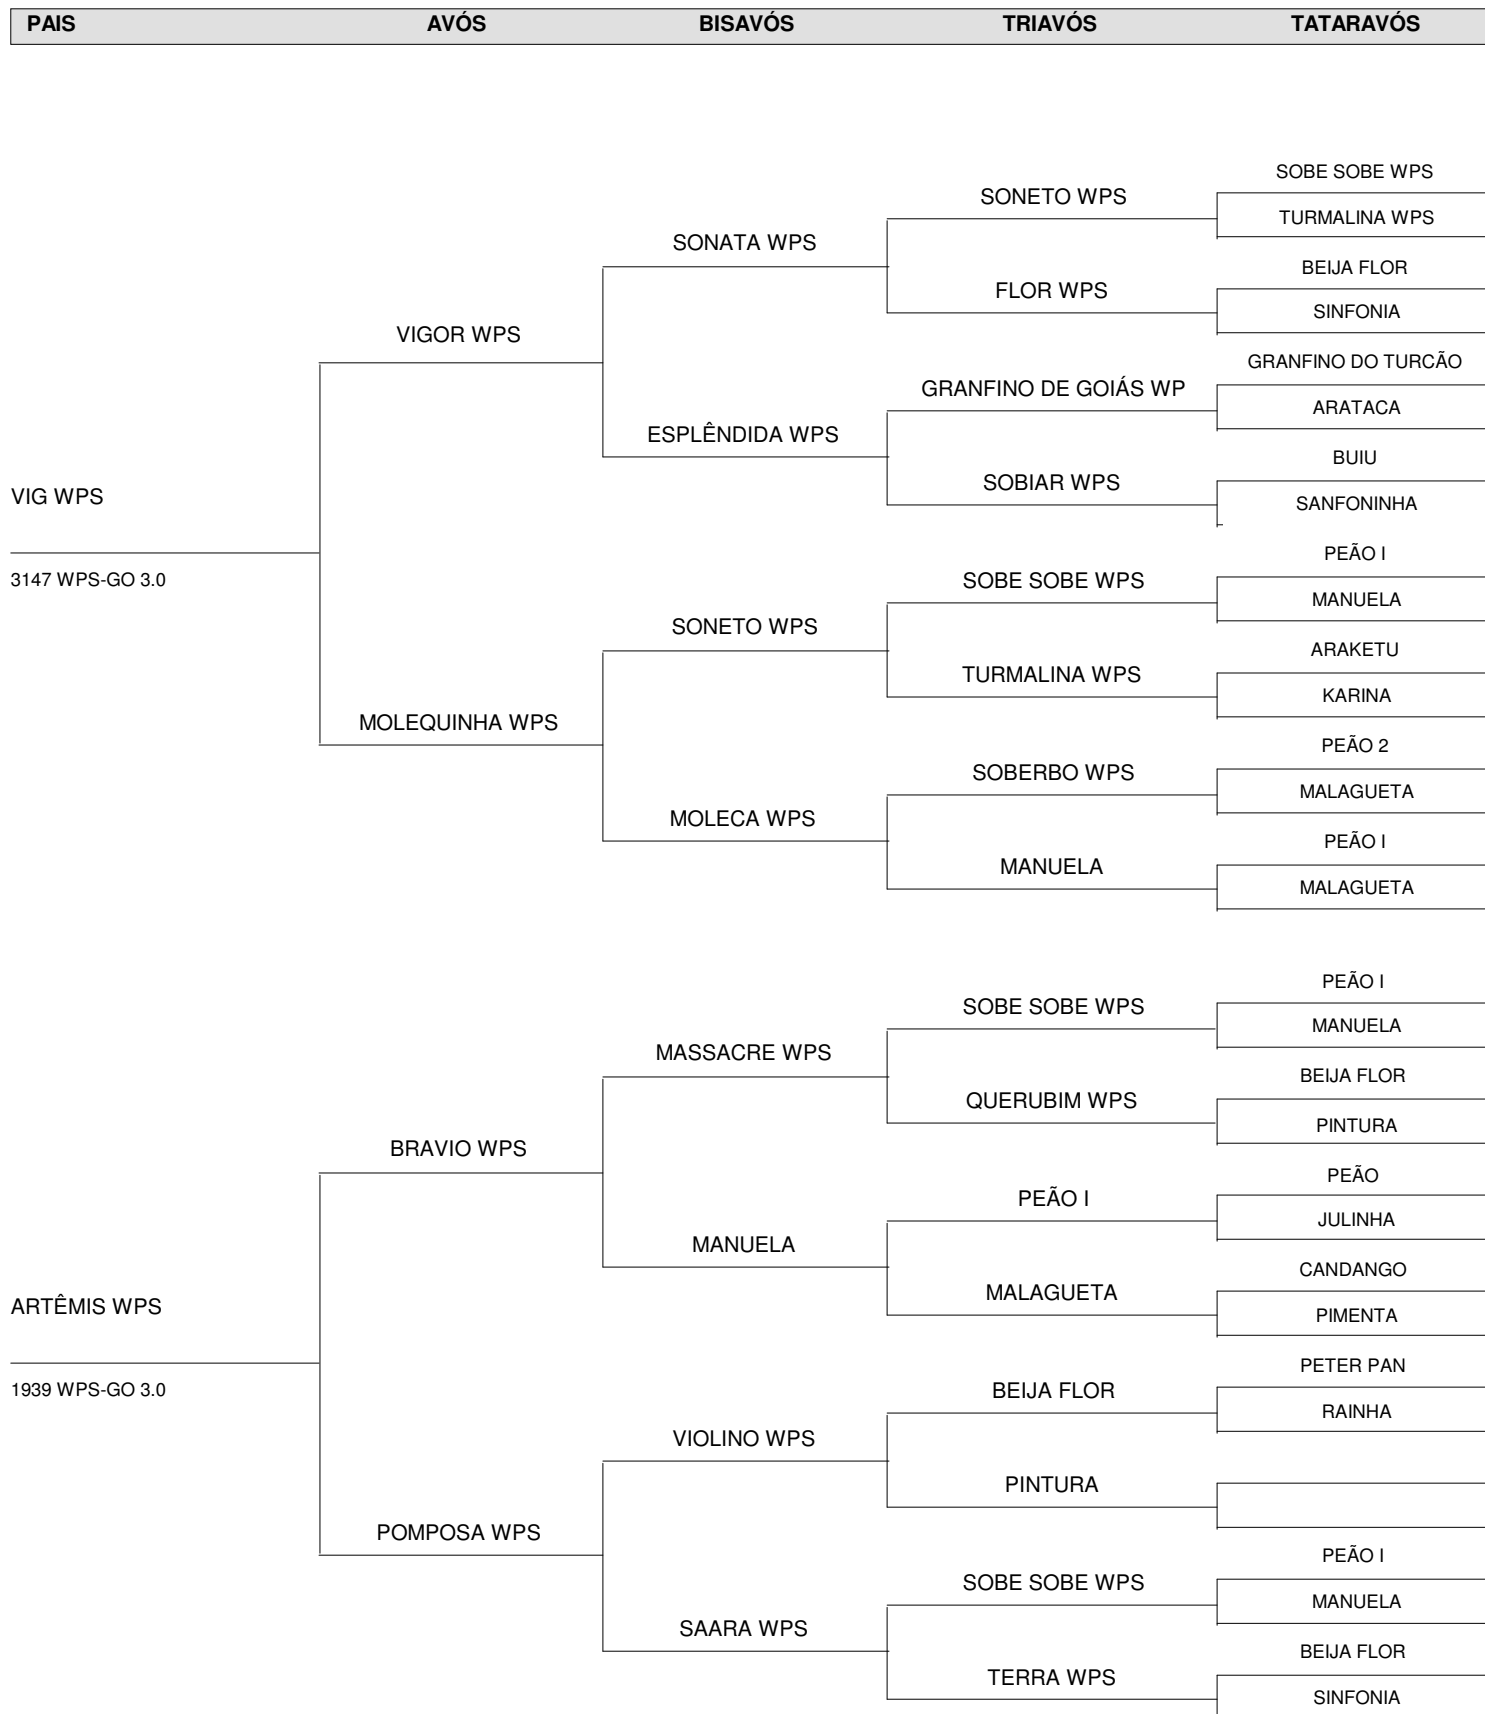 PAIS AVÓS BISAVÓS TRIAVÓS TATARAVÓS
SOBE SOBE WPS
SONETO WPS
TURMALINA WPS
SONATA WPS
BEIJA FLOR
FLOR WPS
SINFONIA
VIGOR WPS
GRANFINO DO TURCÃO
GRANFINO DE GOIÁS WP
ARATACA
ESPLÊNDIDA WPS
BUIU
SOBIAR WPS
SANFONINHA
VIG WPS
3147 WPS-GO 3.0
PEÃO I
SOBE SOBE WPS
MANUELA
SONETO WPS
ARAKETU
TURMALINA WPS
KARINA
MOLEQUINHA WPS
PEÃO 2
SOBERBO WPS
MALAGUETA
MOLECA WPS
PEÃO I
MANUELA
MALAGUETA
PEÃO I
SOBE SOBE WPS
MANUELA
MASSACRE WPS
BEIJA FLOR
QUERUBIM WPS
PINTURA
BRAVIO WPS
PEÃO
PEÃO I
JULINHA
MANUELA
CANDANGO
MALAGUETA
PIMENTA
ARTÊMIS WPS
1939 WPS-GO 3.0
PETER PAN
BEIJA FLOR
RAINHA
VIOLINO WPS
PINTURA
POMPOSA WPS
PEÃO I
SOBE SOBE WPS
MANUELA
SAARA WPS
BEIJA FLOR
TERRA WPS
SINFONIA